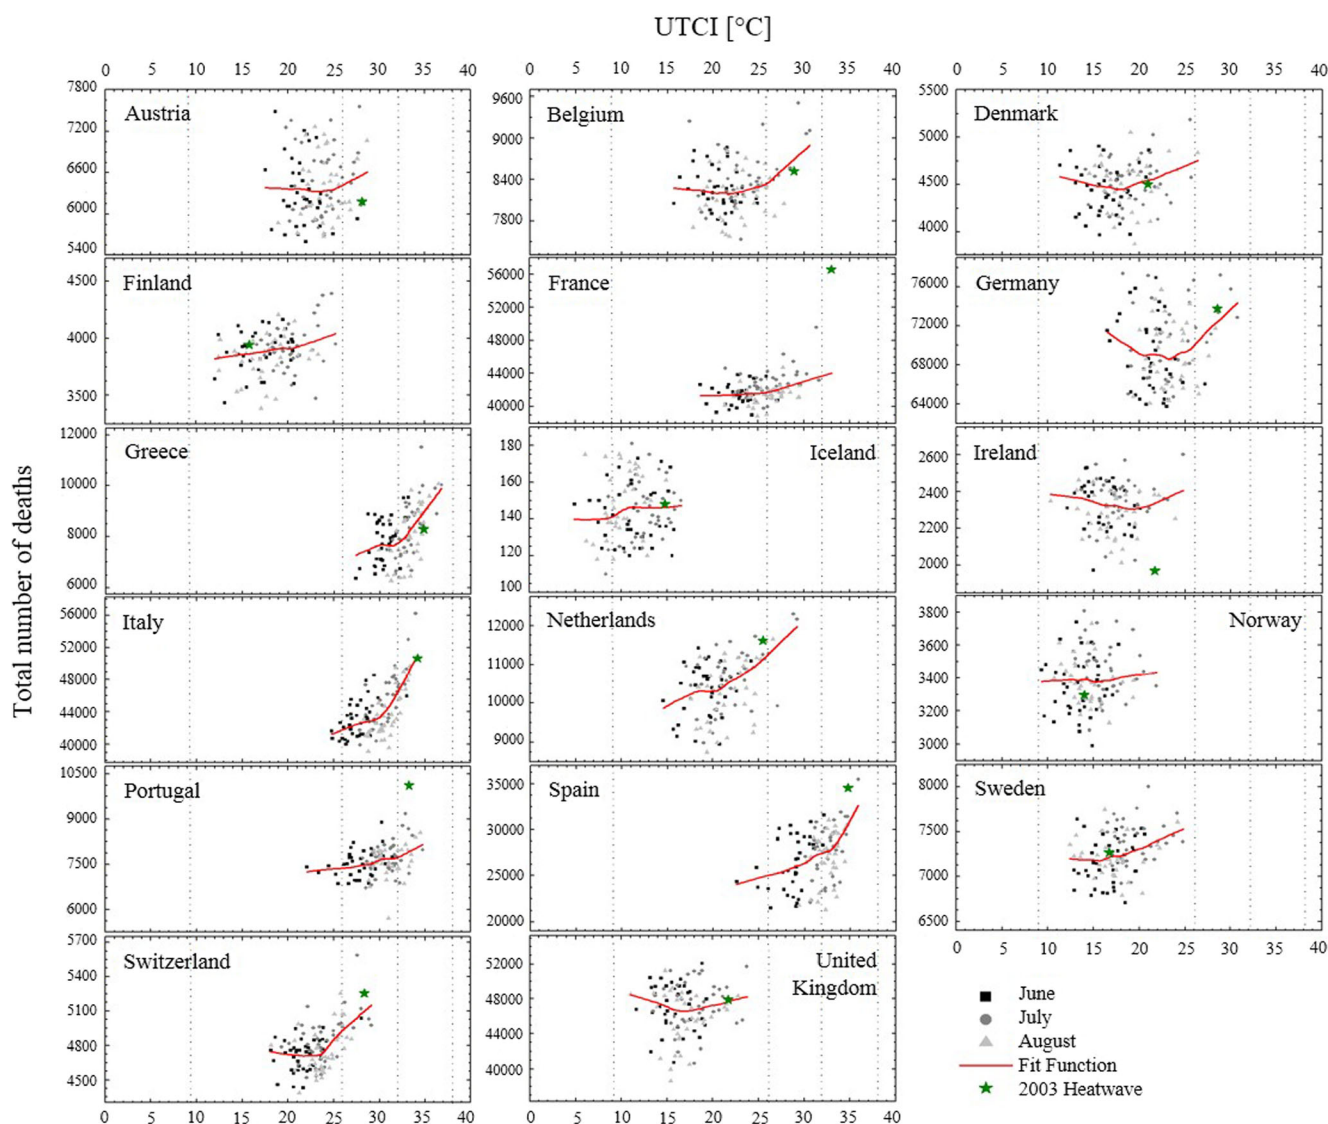 UTCI [°C]
0 5 10 15 20 25 30 35 40 0 5 10 15 20 25 30 35 40 0 5 10 15 20 25 30 35 40
Total number of deaths
Austria
7800
7200
6600
6000
5400
Belgium
9600
9000
8400
7800
Denmark
5500
5000
4500
4000
Finland
4500
4000
3500
France
56000
52000
48000
44000
40000
Germany
76000
72000
68000
64000
Greece
12000
10000
8000
6000
Iceland
180
160
140
120
100
Ireland
2600
2400
2200
2000
Italy
56000
52000
48000
44000
40000
Netherlands
12000
11000
10000
9000
Norway
3800
3600
3400
3200
3000
Portugal
10500
9000
7500
6000
Spain
35000
30000
25000
20000
Sweden
8000
7500
7000
6500
0 5 10 15 20 25 30 35 40
Switzerland
5700
5400
5100
4800
4500
United
Kingdom
52000
48000
44000
40000
June
July
August
Fit Function
2003 Heatwave
0 5 10 15 20 25 30 35 40 0 5 10 15 20 25 30 35 40